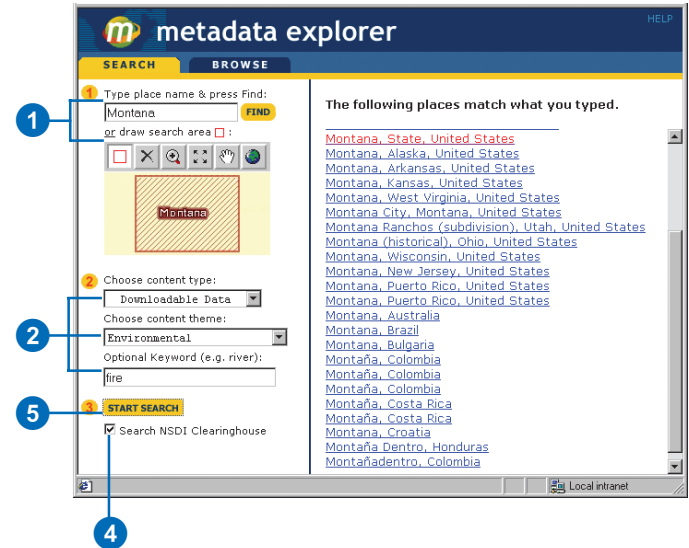 HELP
m metadata explorer
SEARCH BROWSE
1 Type place name & press Find:
Montana FIND
or draw search area :
Montana
2 Choose content type:
Downloadable Data
Choose content theme:
Environmental
Optional Keyword (e.g. river):
fire
3 START SEARCH
Search NSDI Clearinghouse
The following places match what you typed.
Montana, State, United States
Montana, Alaska, United States
Montana, Arkansas, United States
Montana, Kansas, United States
Montana, West Virginia, United States
Montana City, Montana, United States
Montana Ranchos (subdivision), Utah, United States
Montana (historical), Ohio, United States
Montana, Wisconsin, United States
Montana, New Jersey, United States
Montana, Puerto Rico, United States
Montana, Puerto Rico, United States
Montana, Australia
Montana, Brazil
Montana, Bulgaria
Montaña, Colombia
Montaña, Colombia
Montaña, Colombia
Montaña, Costa Rica
Montaña, Costa Rica
Montana, Croatia
Montaña Dentro, Honduras
Montañadentro, Colombia
Local intranet
1
2
5
4